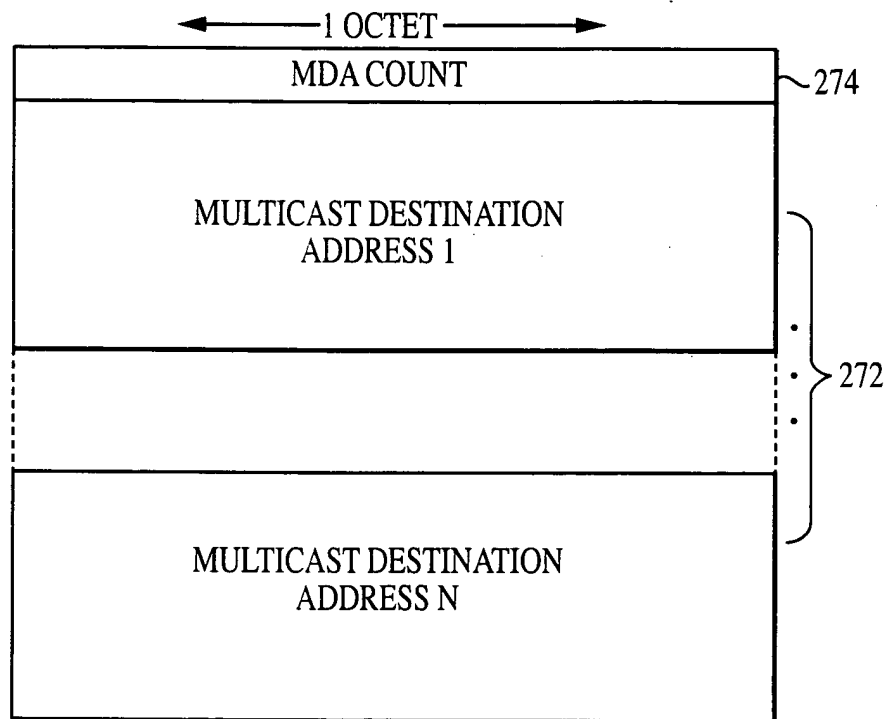 1 OCTET
MDA COUNT
274
MULTICAST DESTINATION
ADDRESS 1
272
MULTICAST DESTINATION
ADDRESS N